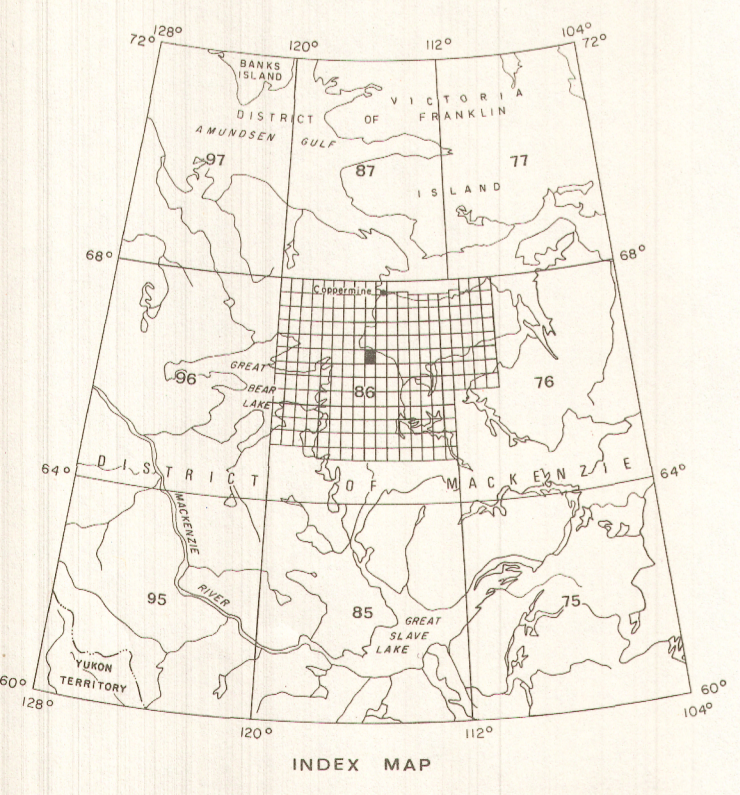 128° 120° 112° 104°
72° 72°
BANKS
ISLAND
VICTORIA
DISTRICT OF FRANKLIN
AMUNDSEN GULF
97 87 77
ISLAND
68° 68°
Coppermine
GREAT
BEAR
LAKE
96 86 76
DISTRICT OF MACKENZIE
64° 64°
MACKENZIE
RIVER
95 85 75
GREAT
SLAVE
LAKE
YUKON
TERRITORY
60° 60°
128° 120° 112° 104°
INDEX MAP